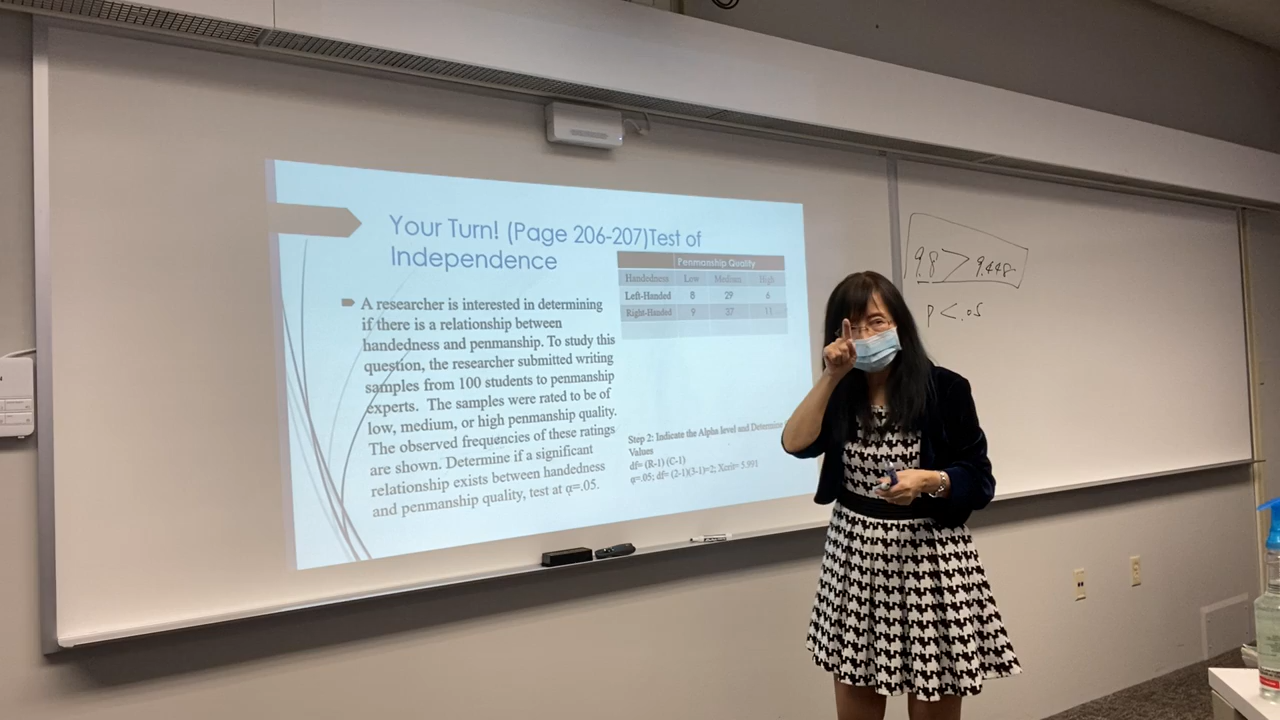 Your Turn! (Page 206-207)Test of
Independence
A researcher is interested in determining
if there is a relationship between
handedness and penmanship. To study this
question, the researcher submitted writing
samples from 100 students to penmanship
experts. The samples were rated to be of
low, medium, or high penmanship quality.
The observed frequencies of these ratings
are shown. Determine if a significant
relationship exists between handedness
and penmanship quality, test at α=.05.
Penmanship Quality
Handedness Low Medium High
Left-Handed 8 29 6
Right-Handed 9 37 11
Step 2: Indicate the Alpha level and Determine
Values
df= (R-1) (C-1)
α=.05; df= (2-1)(3-1)=2; Xcrit= 5.991
9.8 > 9.448
P < .05